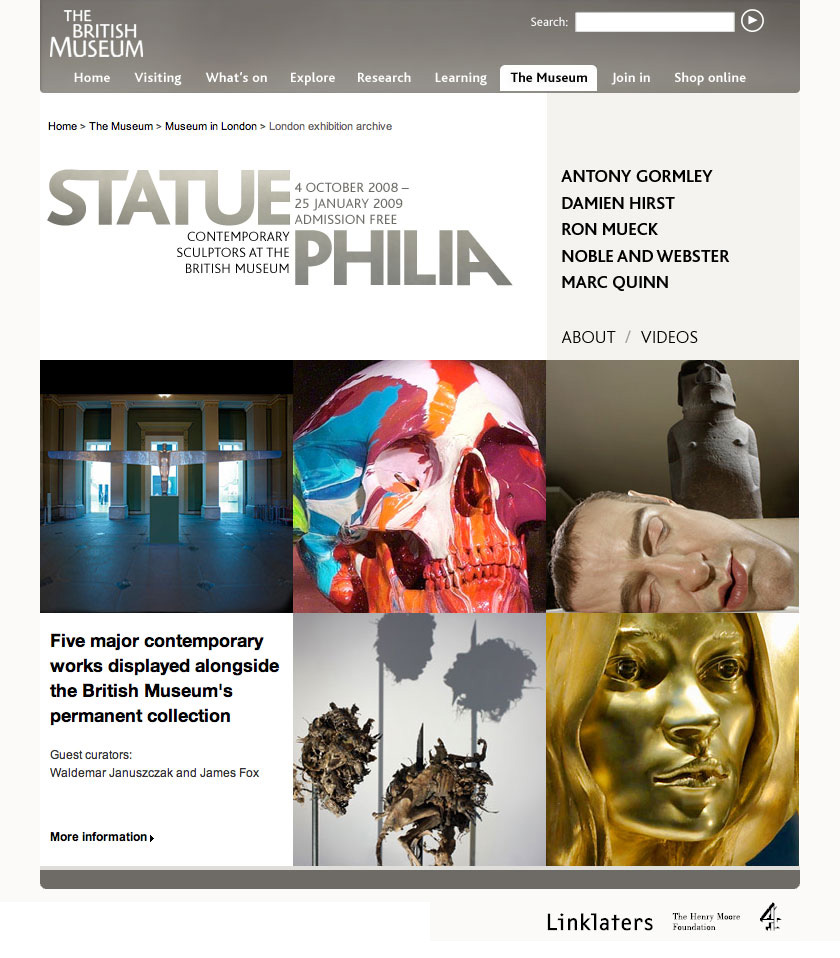 THE
BRITISH
MUSEUM
Search:
Home Visiting What's on Explore Research Learning The Museum Join in Shop online
Home > The Museum > Museum in London > London exhibition archive
STATUE
4 OCTOBER 2008 –
25 JANUARY 2009
ADMISSION FREE
CONTEMPORARY
SCULPTORS AT THE
BRITISH MUSEUM
PHILIA
ANTONY GORMLEY
DAMIEN HIRST
RON MUECK
NOBLE AND WEBSTER
MARC QUINN
ABOUT / VIDEOS
Five major contemporary
works displayed alongside
the British Museum's
permanent collection
Guest curators:
Waldemar Januszczak and James Fox
More information
Linklaters
The Henry Moore
Foundation
4